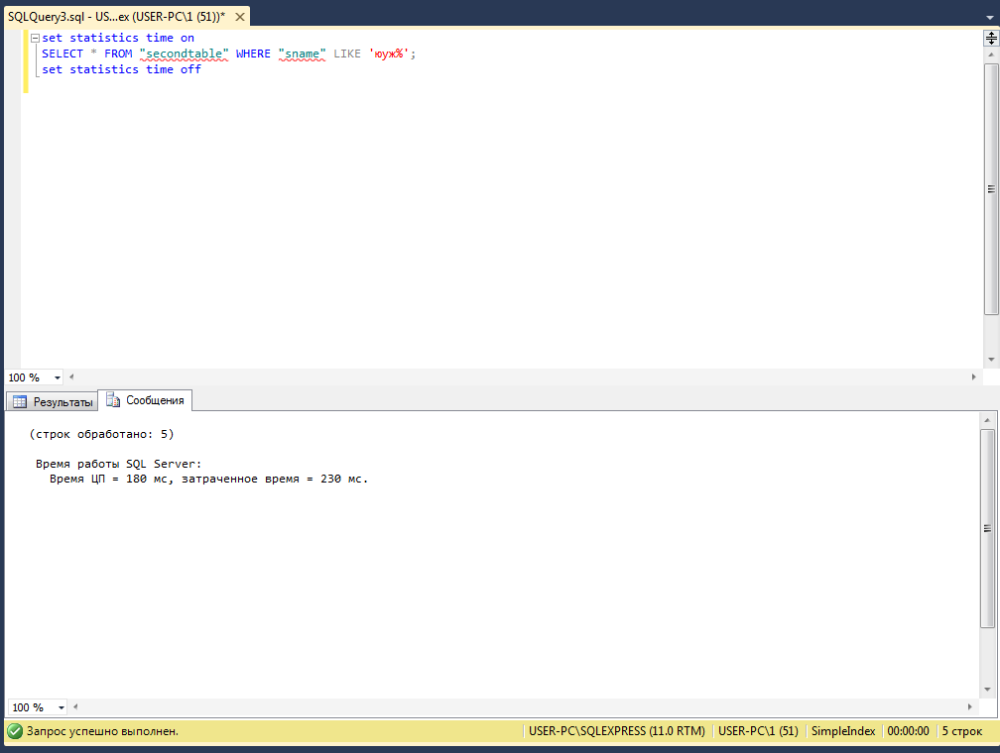 SQLQuery3.sql - US...ex (USER-PC\1 (51))*
set statistics time on
SELECT * FROM "secondtable" WHERE "sname" LIKE 'юуж%';
set statistics time off
100 %
Результаты
Сообщения
(строк обработано: 5)
Время работы SQL Server:
Время ЦП = 180 мс, затраченное время = 230 мс.
100 %
Запрос успешно выполнен.
USER-PC\SQLEXPRESS (11.0 RTM)
USER-PC\1 (51)
SimpleIndex
00:00:00
5 строк